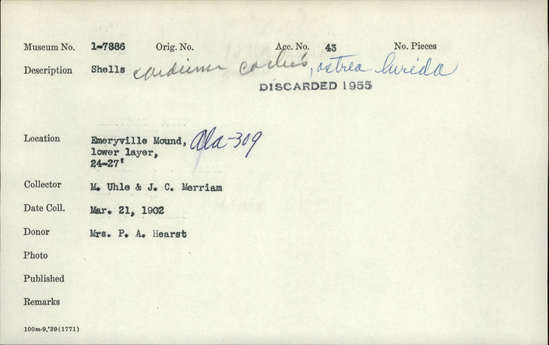 Museum No. 1-7886 Orig. No. Acc. No. 43 No. Pieces
Description Shells cardium corbis, ostrea lurida
DISCARDED 1955
Location Emeryville Mound, Ala-309
lower layer,
24-27'
Collector M. Uhle & J. C. Merriam
Date Coll. Mar. 21, 1902
Donor Mrs. P. A. Hearst
Photo
Published
Remarks
100m-9,'39(1771)